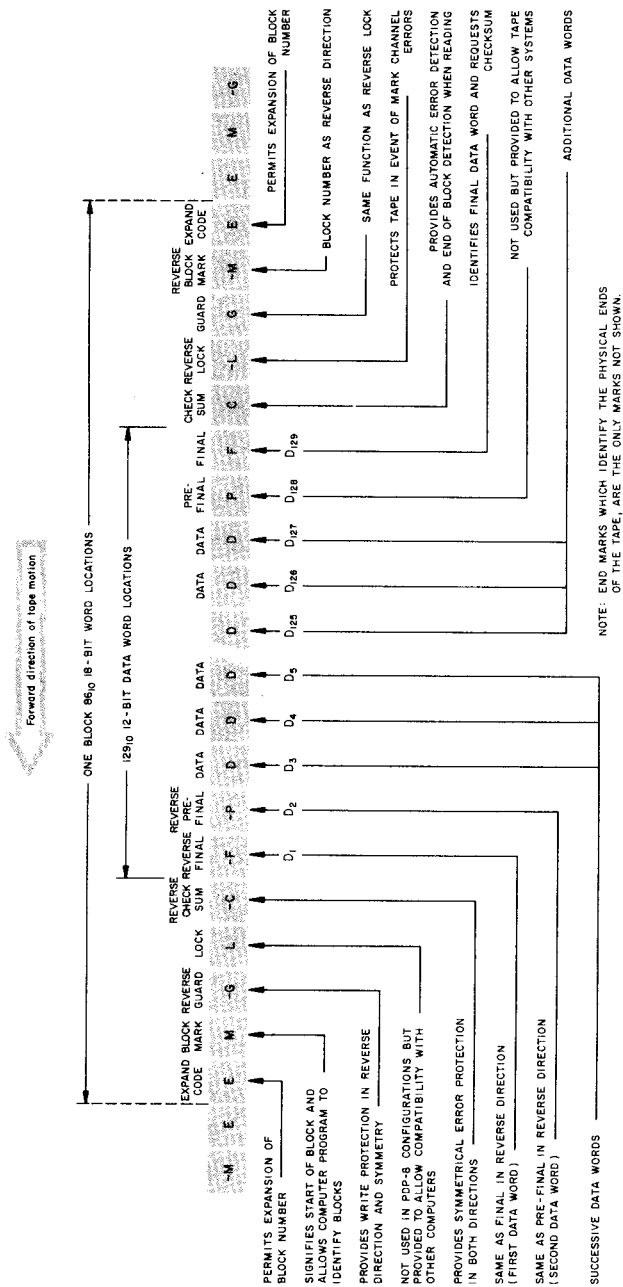 Forward direction of tape motion
ONE BLOCK 86₁₀ 18-BIT WORD LOCATIONS
129₁₀ 12-BIT DATA WORD LOCATIONS
EXPAND CODE
BLOCK MARK
REVERSE GUARD
LOCK
REVERSE CHECK SUM
REVERSE FINAL
REVERSE PRE-FINAL
DATA
DATA
DATA
DATA
DATA
PRE-FINAL
FINAL
CHECK SUM
REVERSE LOCK
GUARD
REVERSE BLOCK MARK
EXPAND CODE
-M E E M -G L -C -F -P D D D D D D P F C -L G -M E E M -G
D₁ D₂ D₃ D₄ D₅ D₁₂₅ D₁₂₆ D₁₂₇ D₁₂₈ D₁₂₉
PERMITS EXPANSION OF
BLOCK NUMBER
SIGNIFIES START OF BLOCK AND
ALLOWS COMPUTER PROGRAM TO
IDENTIFY BLOCKS
PROVIDES WRITE PROTECTION IN REVERSE
DIRECTION AND SYMMETRY
NOT USED IN PDP-8 CONFIGURATIONS BUT
PROVIDED TO ALLOW COMPATIBILITY WITH
OTHER COMPUTERS
PROVIDES SYMMETRICAL ERROR PROTECTION
IN BOTH DIRECTIONS
SAME AS FINAL IN REVERSE DIRECTION
(FIRST DATA WORD)
SAME AS PRE-FINAL IN REVERSE DIRECTION
(SECOND DATA WORD)
SUCCESSIVE DATA WORDS
PERMITS EXPANSION OF BLOCK
NUMBER
BLOCK NUMBER AS REVERSE DIRECTION
SAME FUNCTION AS REVERSE LOCK
PROTECTS TAPE IN EVENT OF MARK CHANNEL
ERRORS
PROVIDES AUTOMATIC ERROR DETECTION
AND END OF BLOCK DETECTION WHEN READING
IDENTIFIES FINAL DATA WORD AND REQUESTS
CHECKSUM
NOT USED BUT PROVIDED TO ALLOW TAPE
COMPATIBILITY WITH OTHER SYSTEMS
ADDITIONAL DATA WORDS
NOTE: END MARKS WHICH IDENTIFY THE PHYSICAL ENDS
OF THE TAPE, ARE THE ONLY MARKS NOT SHOWN.